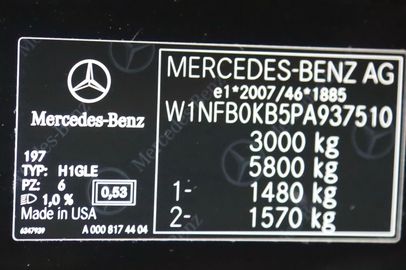 Mercedes-Benz
197
TYP: H1GLE
PZ: 6
1,0 %
0,53
Made in USA
6347939
A 000 817 44 04
MERCEDES-BENZ AG
e1*2007/46*1885
W1NFB0KB5PA937510
3000 kg
5800 kg
1- 1480 kg
2- 1570 kg